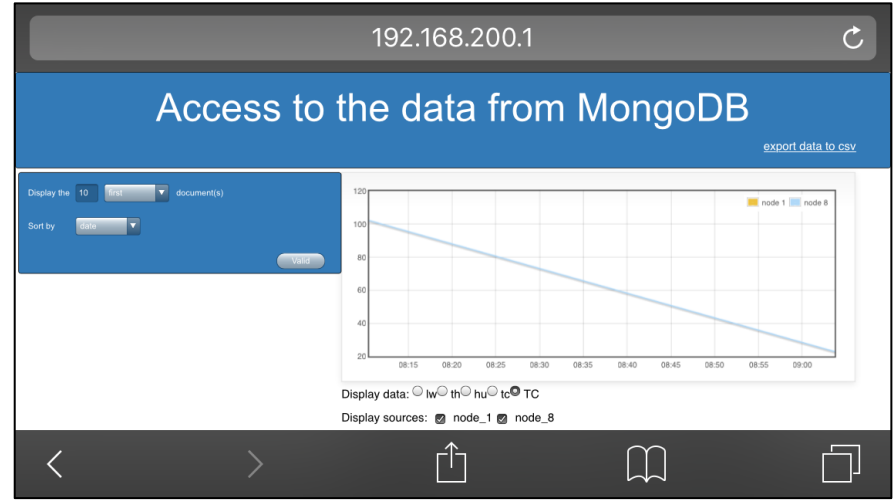 192.168.200.1
Access to the data from MongoDB
export data to csv
Display the 10 first document(s)
Sort by date
Valid
node 1 node 8
120
100
80
60
40
20
08:15 08:20 08:25 08:30 08:35 08:40 08:45 08:50 08:55 09:00
Display data: lw th hu tc TC
Display sources: node_1 node_8